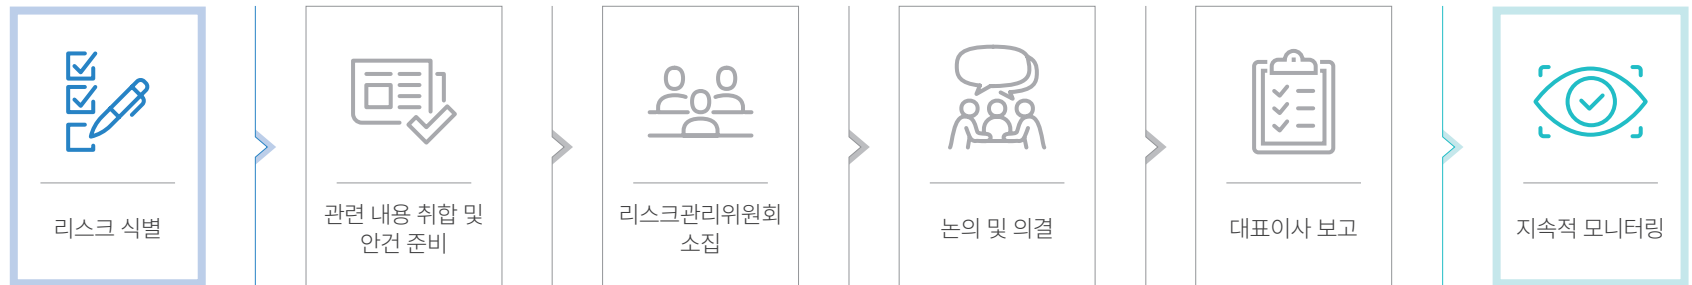 리스크 식별
관련 내용 취합 및
안건 준비
리스크관리위원회
소집
논의 및 의결
대표이사 보고
지속적 모니터링